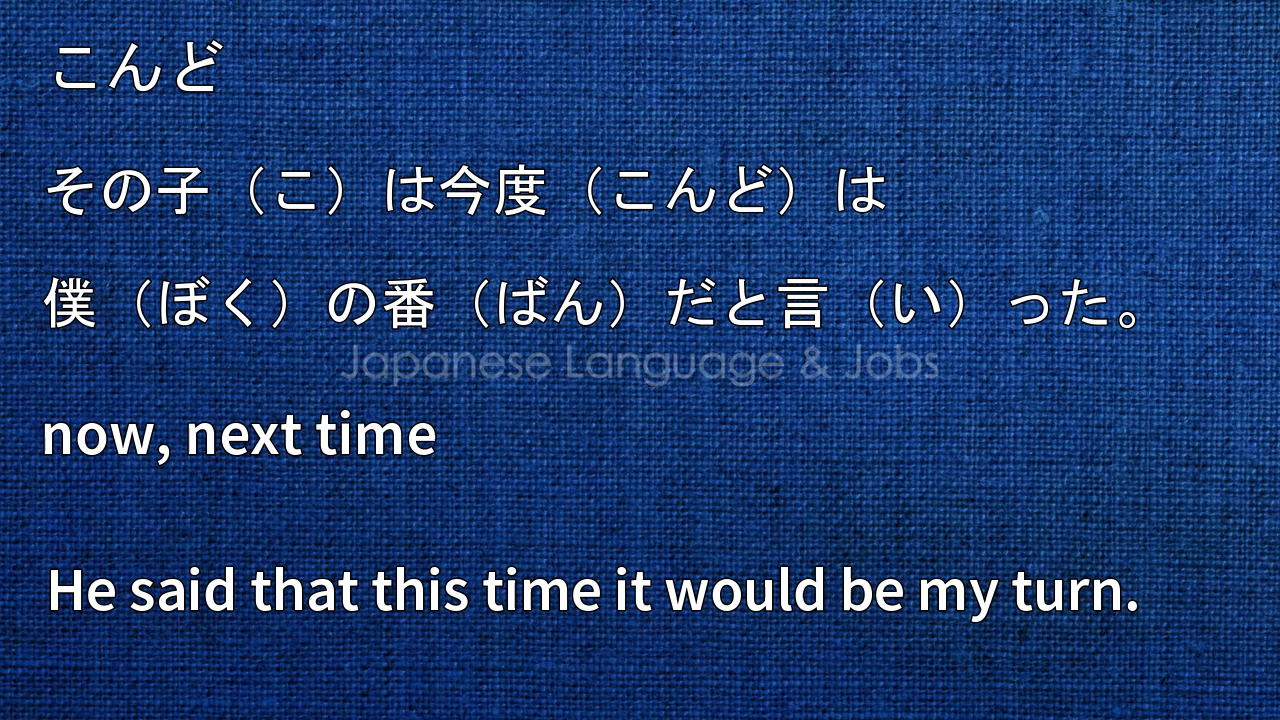 こんど
その子（こ）は今度（こんど）は
僕（ぼく）の番（ばん）だと言（い）った。
Japanese Language & Jobs
now, next time
He said that this time it would be my turn.